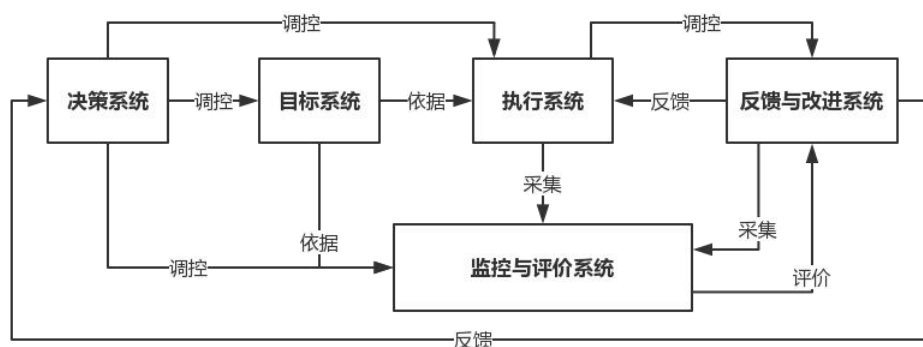 调控
调控
决策系统
调控
目标系统
依据
执行系统
反馈
反馈与改进系统
采集
采集
依据
调控
监控与评价系统
评价
反馈